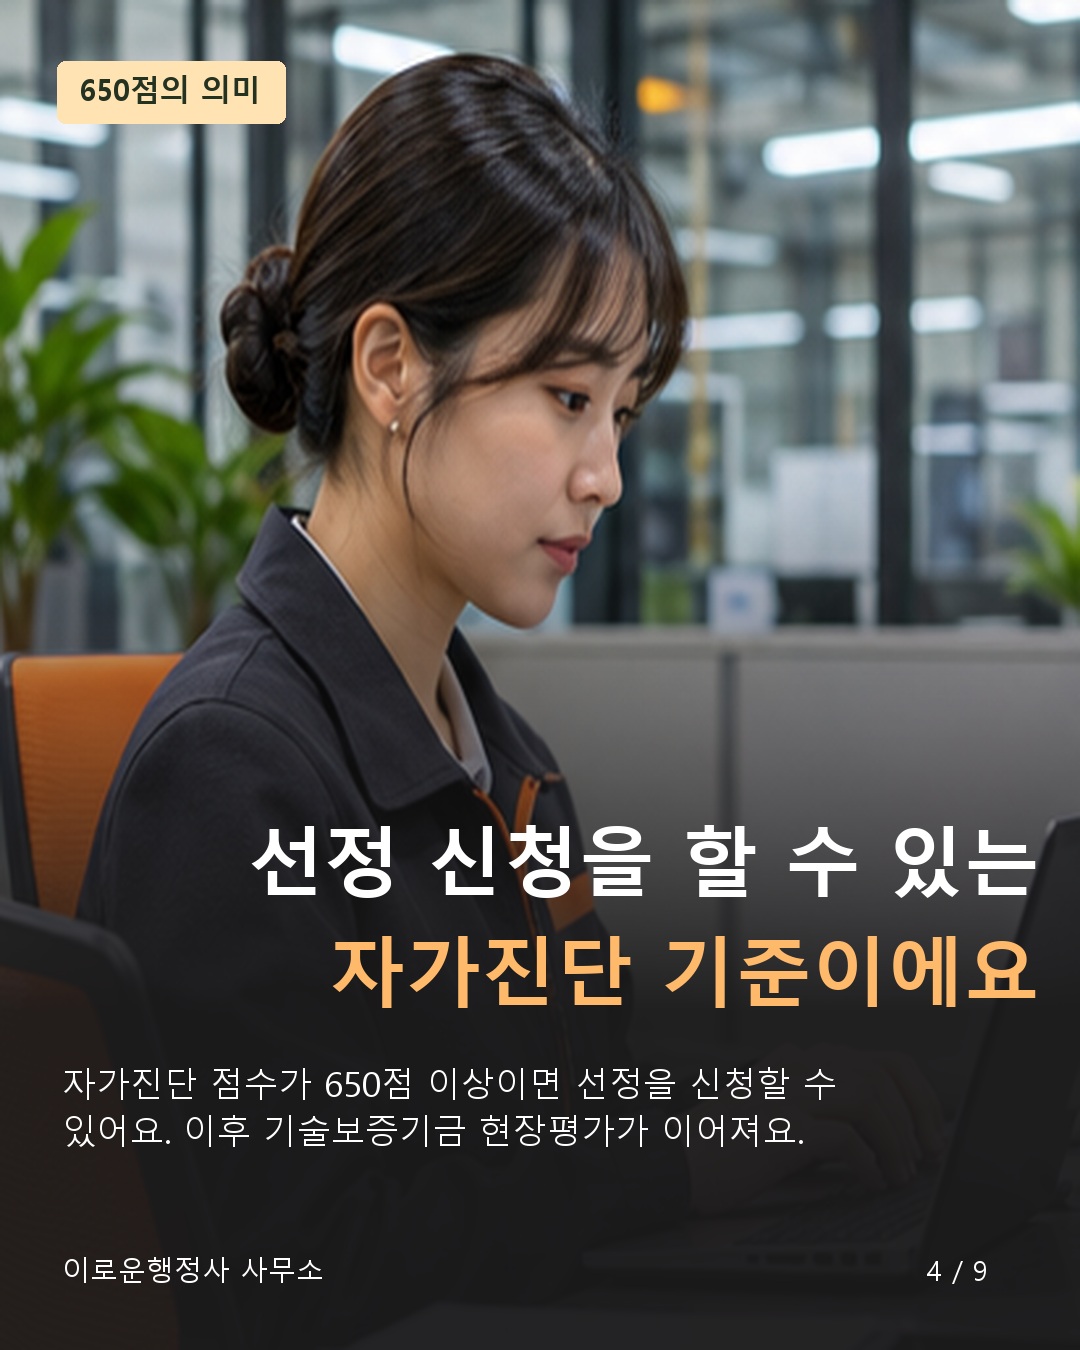 650점의 의미
선정 신청을 할 수 있는
자가진단 기준이에요
자가진단 점수가 650점 이상이면 선정을 신청할 수
있어요. 이후 기술보증기금 현장평가가 이어져요.
이로운행정사 사무소
4 / 9